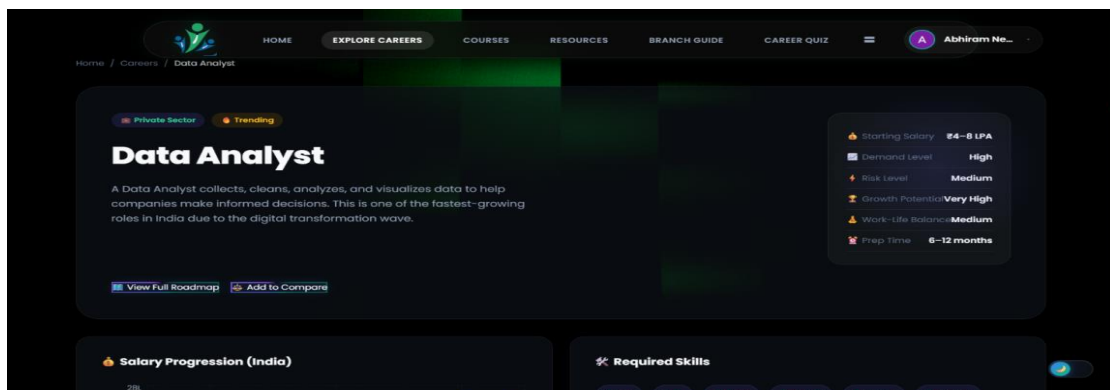 HOME EXPLORE CAREERS COURSES RESOURCES BRANCH GUIDE CAREER QUIZ A Abhiram Ne...
Home / Careers / Data Analyst
Private Sector Trending
Data Analyst
A Data Analyst collects, cleans, analyzes, and visualizes data to help
companies make informed decisions. This is one of the fastest-growing
roles in India due to the digital transformation wave.
View Full Roadmap Add to Compare
Starting Salary ₹4–8 LPA
Demand Level High
Risk Level Medium
Growth Potential Very High
Work-Life Balance Medium
Prep Time 6–12 months
Salary Progression (India)
Required Skills